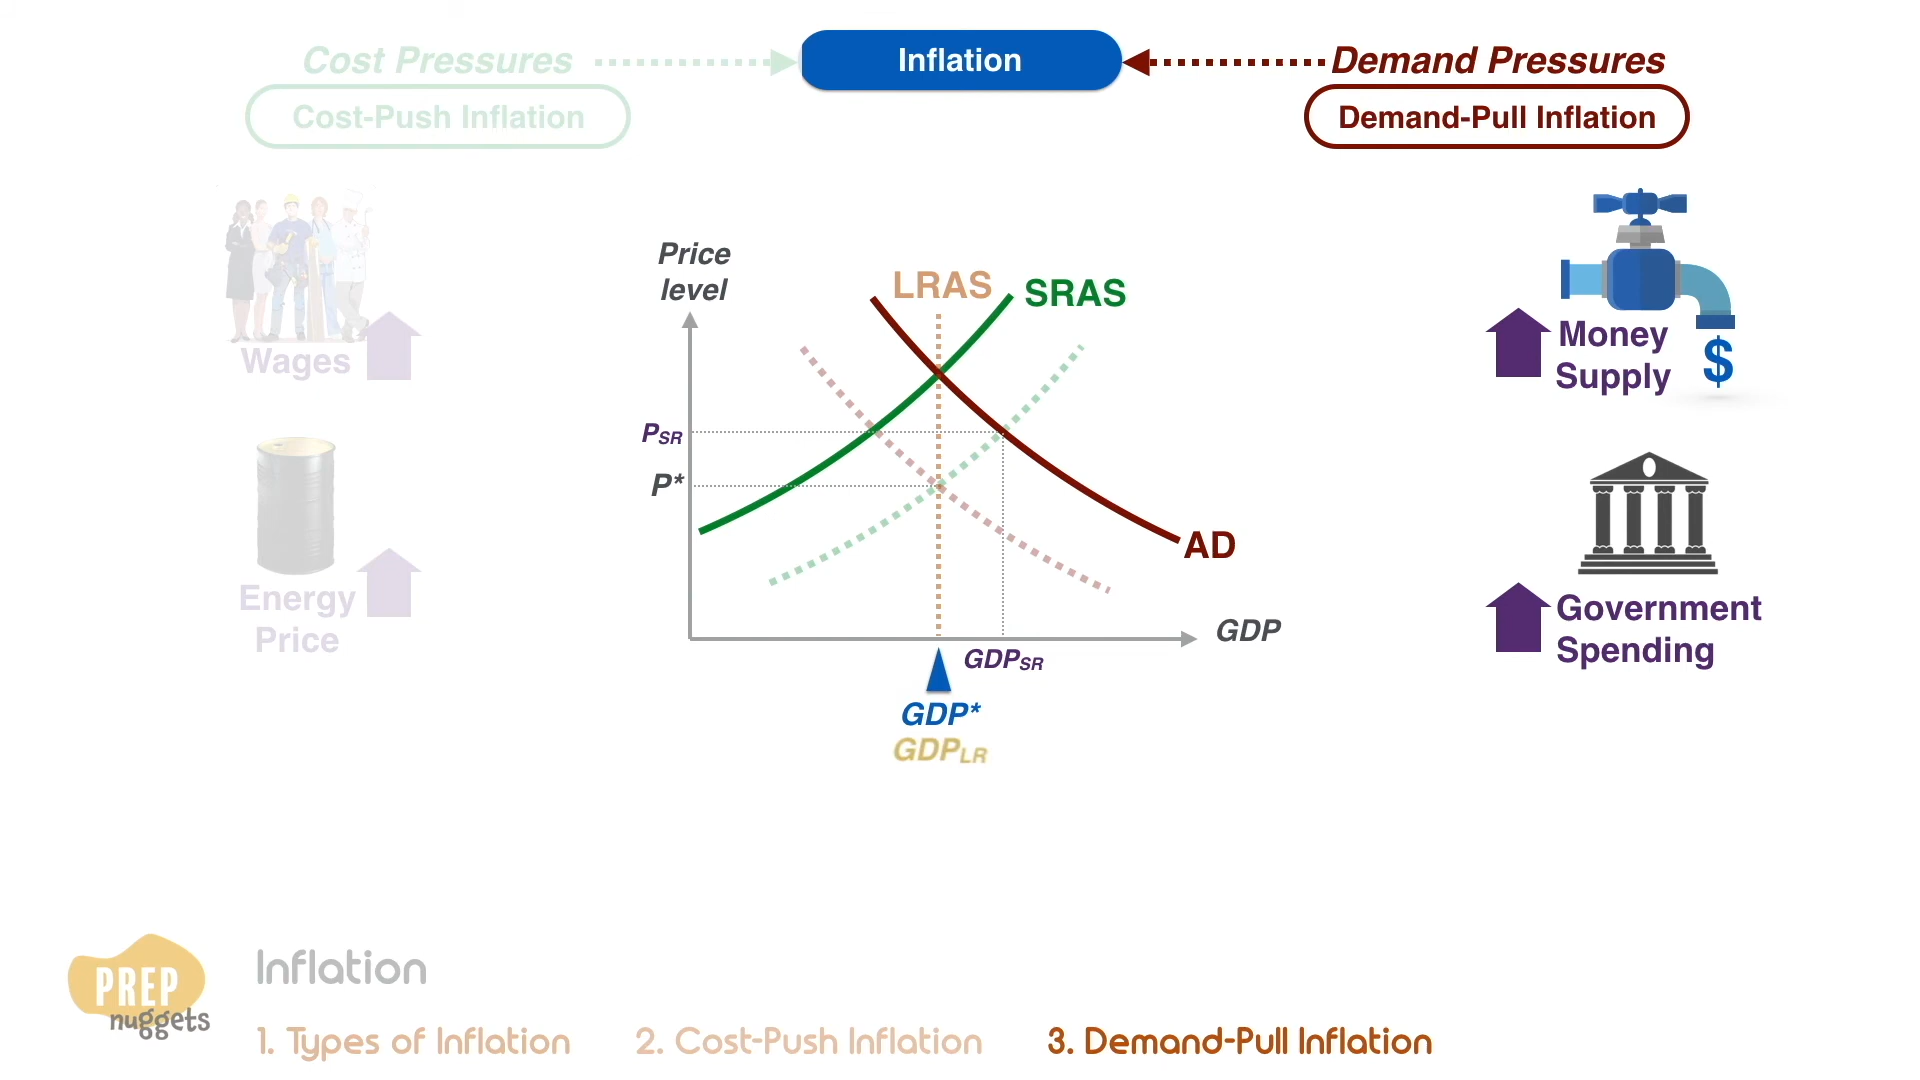 Cost Pressures
Inflation
Demand Pressures
Cost-Push Inflation
Demand-Pull Inflation
Wages
Energy
Price
Price
level
LRAS
SRAS
PSR
P*
AD
GDP
GDPSR
GDP*
GDPLR
Money
Supply
$
Government
Spending
PREP
nuggets
Inflation
1. Types of Inflation
2. Cost-Push Inflation
3. Demand-Pull Inflation